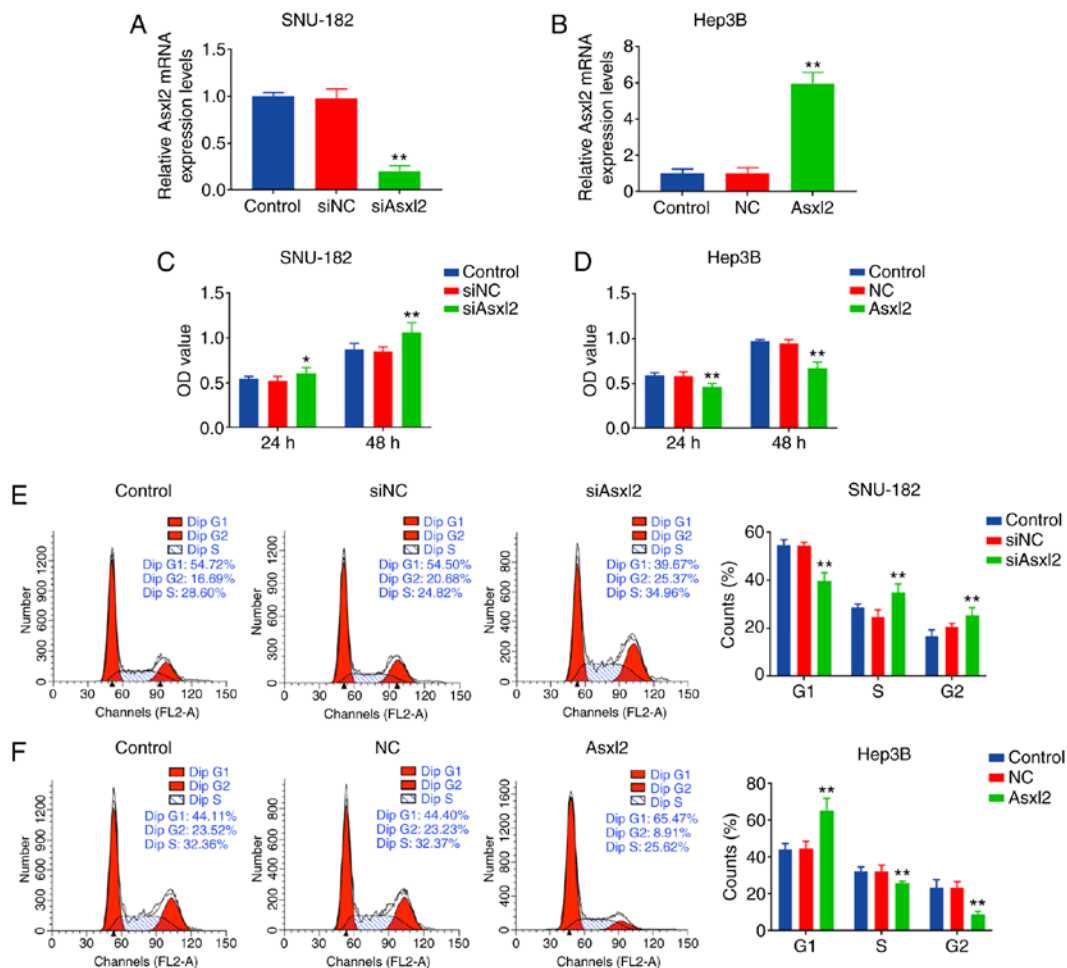 A
SNU-182
Relative Asxl2 mRNA
expression levels
1.5
1.0
0.5
0.0
**
Control siNC siAsxl2
B
Hep3B
Relative Asxl2 mRNA
expression levels
8
6
4
2
0
**
Control NC Asxl2
C
SNU-182
Control
siNC
siAsxl2
OD value
1.5
1.0
0.5
0.0
*
**
24 h 48 h
D
Hep3B
Control
NC
Asxl2
OD value
1.5
1.0
0.5
0.0
**
**
24 h 48 h
E
Control
Dip G1
Dip G2
Dip S
Dip G1: 54.72%
Dip G2: 16.69%
Dip S: 28.60%
Number
0 300 600 900 1200
0 30 60 90 120 150
Channels (FL2-A)
siNC
Dip G1
Dip G2
Dip S
Dip G1: 54.50%
Dip G2: 20.68%
Dip S: 24.82%
Number
0 300 600 900 1200
0 30 60 90 120 150
Channels (FL2-A)
siAsxl2
Dip G1
Dip G2
Dip S
Dip G1: 39.67%
Dip G2: 25.37%
Dip S: 34.96%
Number
0 200 400 600 800
0 30 60 90 120 150
Channels (FL2-A)
SNU-182
Control
siNC
siAsxl2
Counts (%)
60
40
20
0
**
**
**
G1 S G2
F
Control
Dip G1
Dip G2
Dip S
Dip G1: 44.11%
Dip G2: 23.52%
Dip S: 32.36%
Number
0 300 600 900 1200
0 30 60 90 120 150
Channels (FL2-A)
NC
Dip G1
Dip G2
Dip S
Dip G1: 44.40%
Dip G2: 23.23%
Dip S: 32.37%
Number
0 200 400 600 800
0 30 60 90 120 150
Channels (FL2-A)
Asxl2
Dip G1
Dip G2
Dip S
Dip G1: 65.47%
Dip G2: 8.91%
Dip S: 25.62%
Number
0 400 800 1200 1600
0 30 60 90 120 150
Channels (FL2-A)
Hep3B
Control
NC
Asxl2
Counts (%)
80
60
40
20
0
**
**
**
G1 S G2